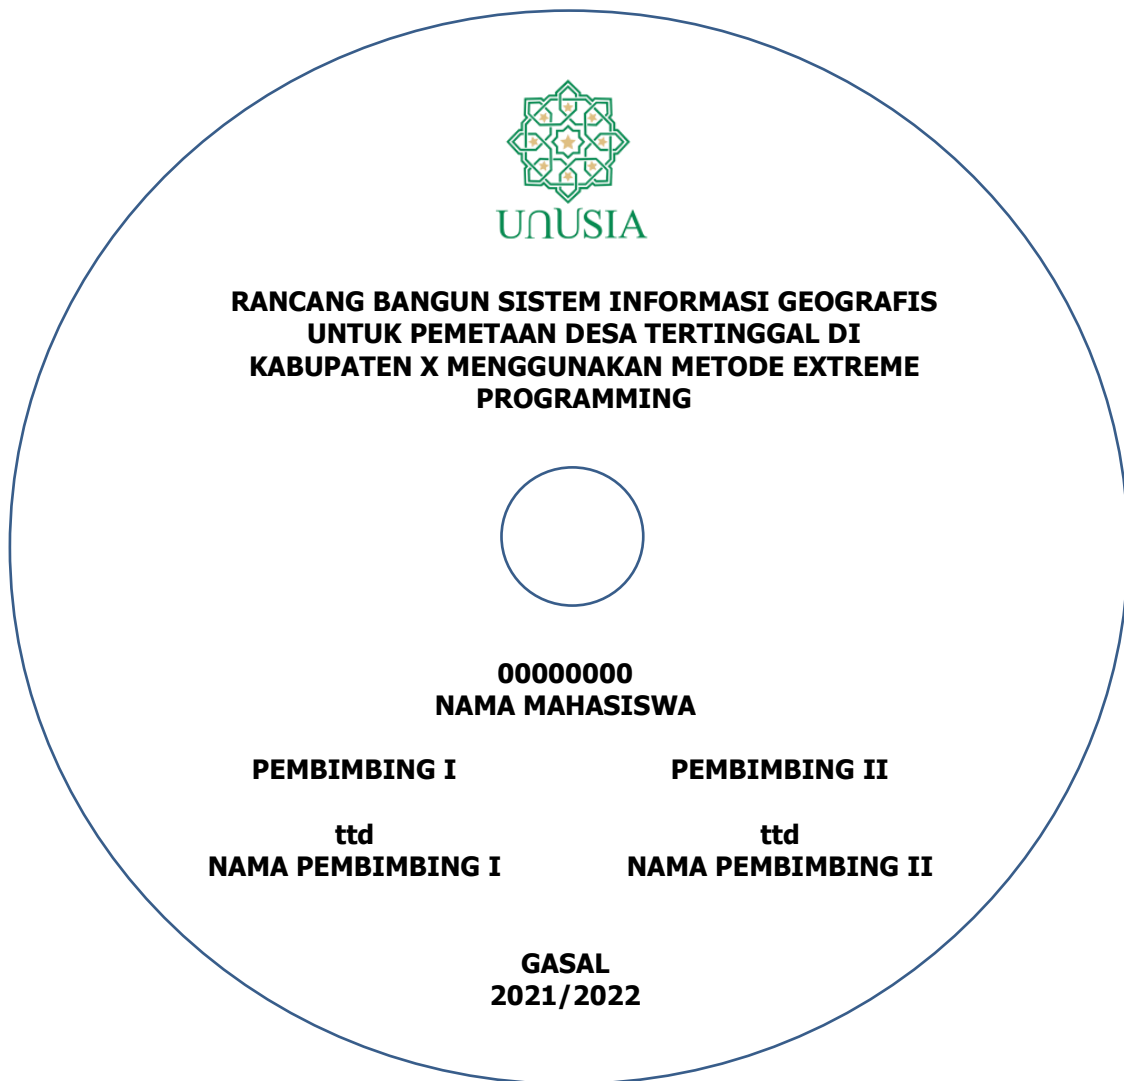 UNUSIA
RANCANG BANGUN SISTEM INFORMASI GEOGRAFIS
UNTUK PEMETAAN DESA TERTINGGAL DI
KABUPATEN X MENGGUNAKAN METODE EXTREME
PROGRAMMING
00000000
NAMA MAHASISWA
PEMBIMBING I PEMBIMBING II
ttd ttd
NAMA PEMBIMBING I NAMA PEMBIMBING II
GASAL
2021/2022